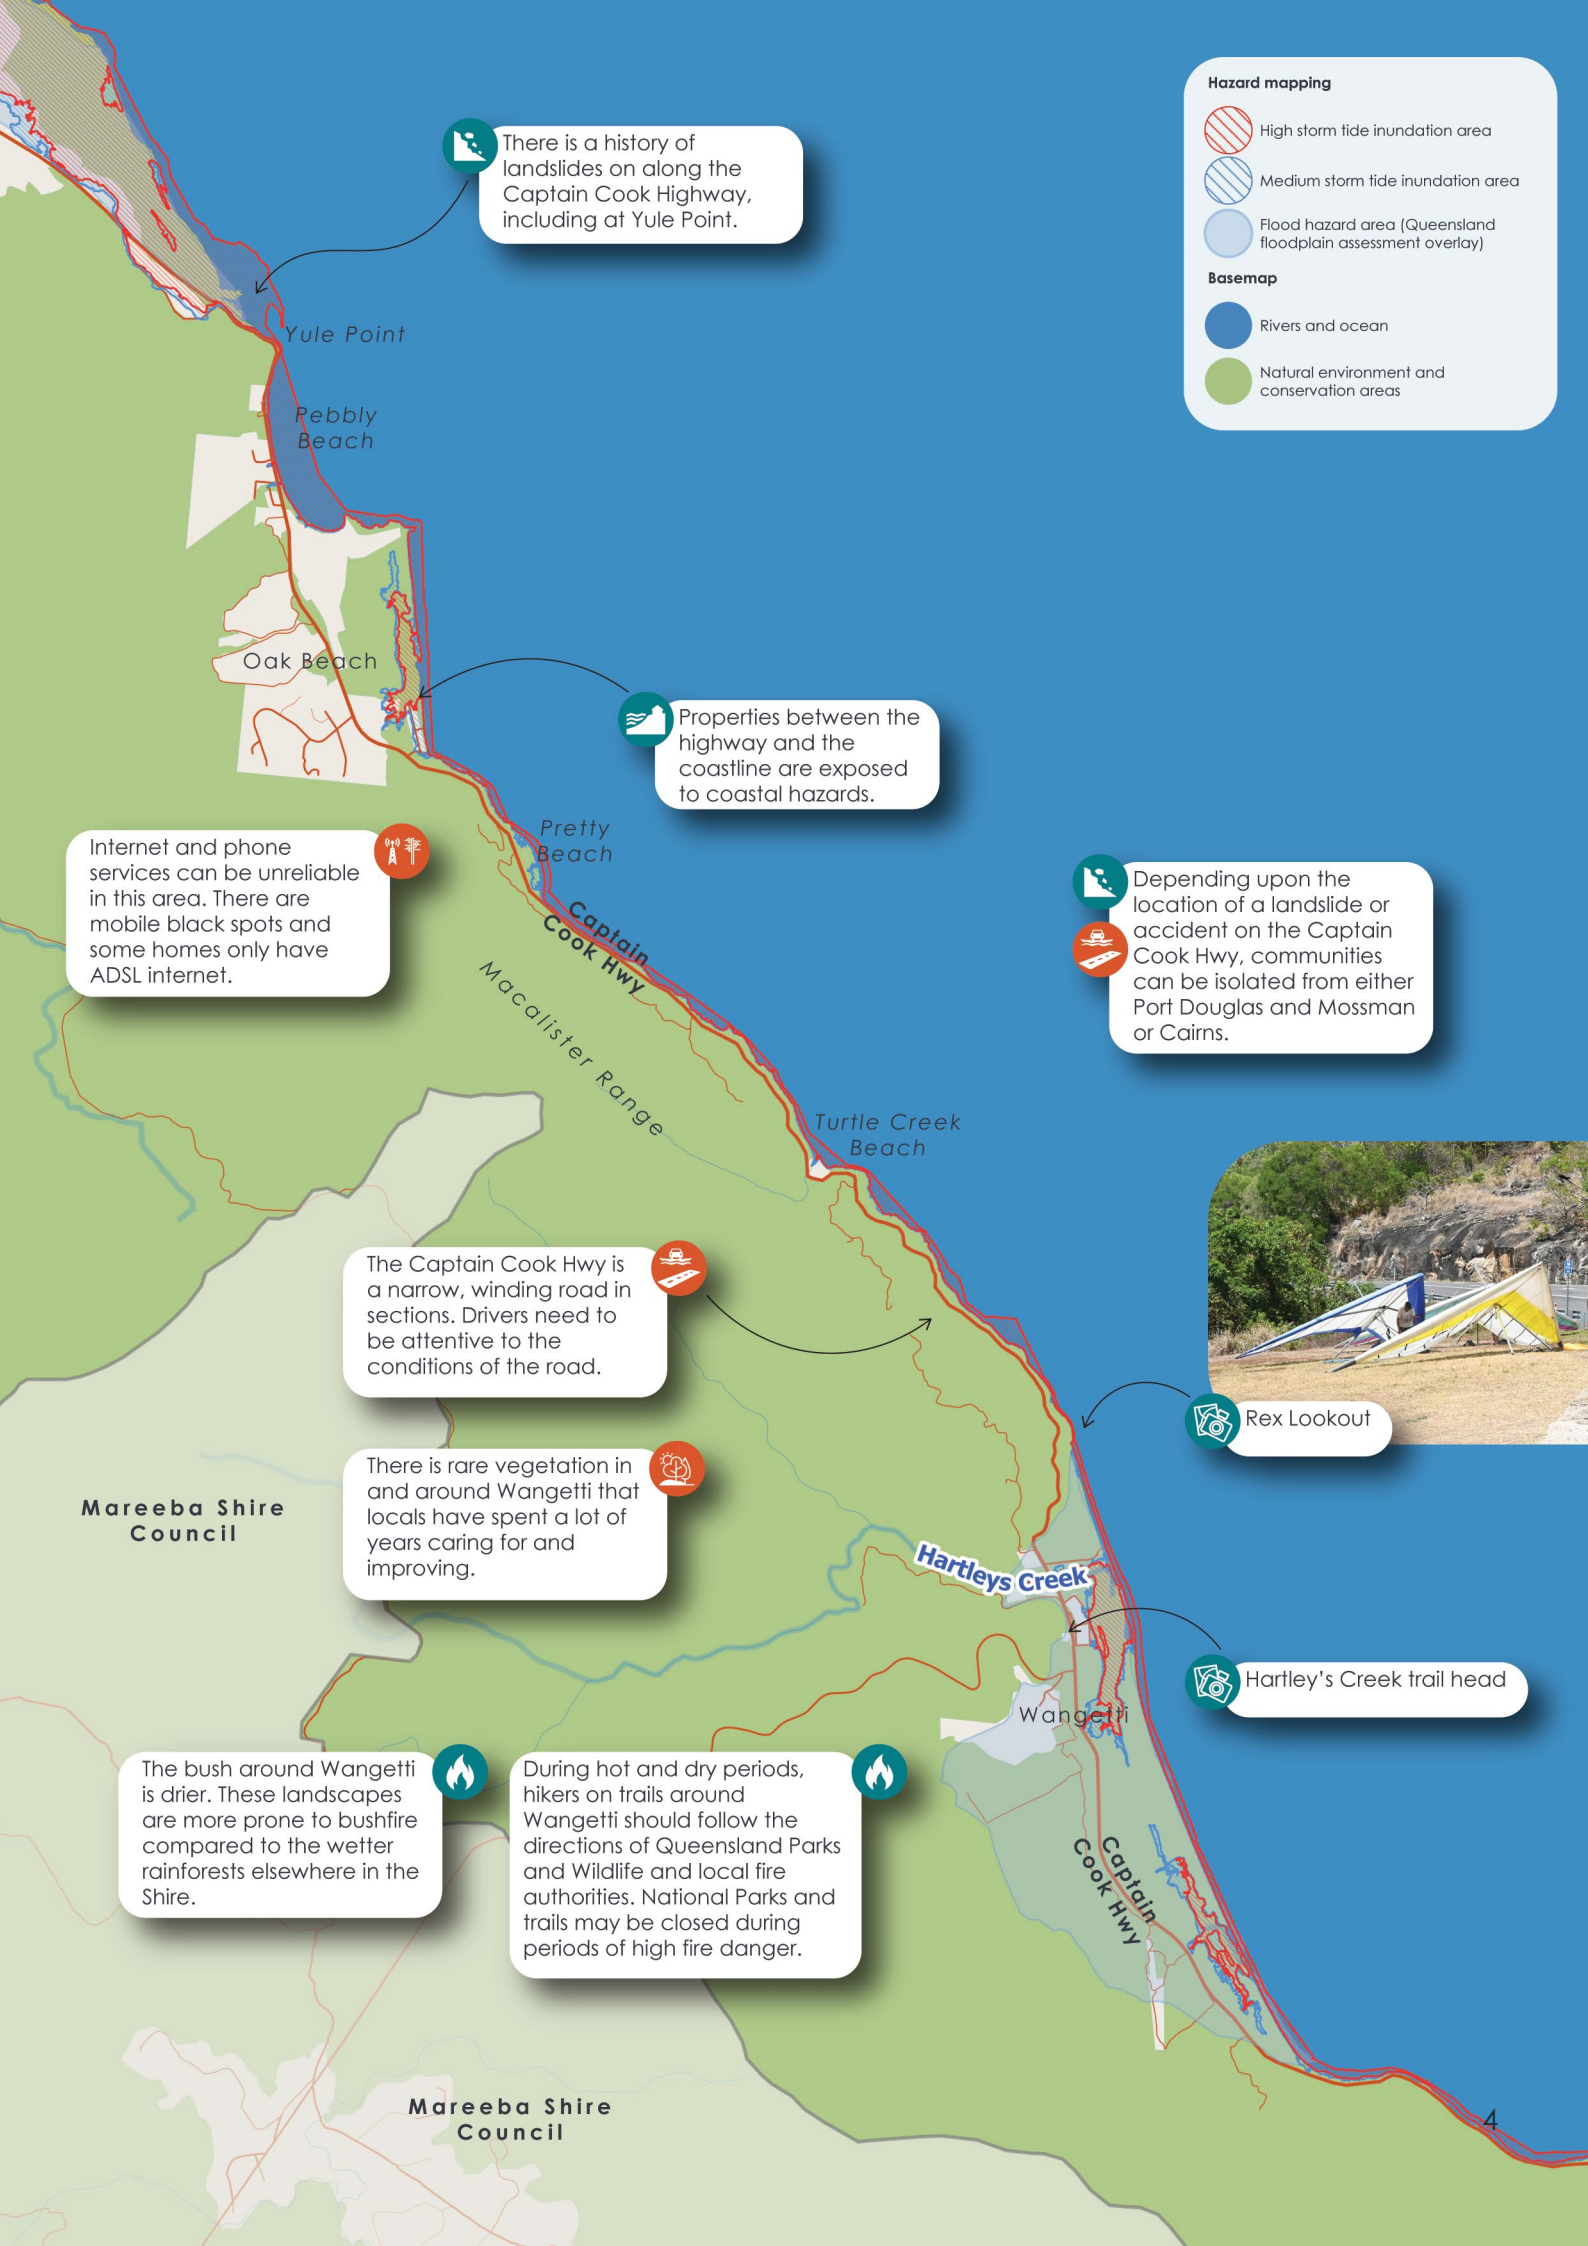 Hazard mapping
High storm tide inundation area
Medium storm tide inundation area
Flood hazard area (Queensland
floodplain assessment overlay)
Basemap
Rivers and ocean
Natural environment and
conservation areas
There is a history of
landslides on along the
Captain Cook Highway,
including at Yule Point.
Yule Point
Pebbly
Beach
Oak Beach
Properties between the
highway and the
coastline are exposed
to coastal hazards.
Pretty
Beach
Internet and phone
services can be unreliable
in this area. There are
mobile black spots and
some homes only have
ADSL internet.
Captain
Cook Hwy
Macalister Range
Depending upon the
location of a landslide or
accident on the Captain
Cook Hwy, communities
can be isolated from either
Port Douglas and Mossman
or Cairns.
Turtle Creek
Beach
The Captain Cook Hwy is
a narrow, winding road in
sections. Drivers need to
be attentive to the
conditions of the road.
Rex Lookout
There is rare vegetation in
and around Wangetti that
locals have spent a lot of
years caring for and
improving.
Mareeba Shire
Council
Hartleys Creek
Hartley's Creek trail head
Wangetti
The bush around Wangetti
is drier. These landscapes
are more prone to bushfire
compared to the wetter
rainforests elsewhere in the
Shire.
During hot and dry periods,
hikers on trails around
Wangetti should follow the
directions of Queensland Parks
and Wildlife and local fire
authorities. National Parks and
trails may be closed during
periods of high fire danger.
Captain
Cook Hwy
Mareeba Shire
Council
4